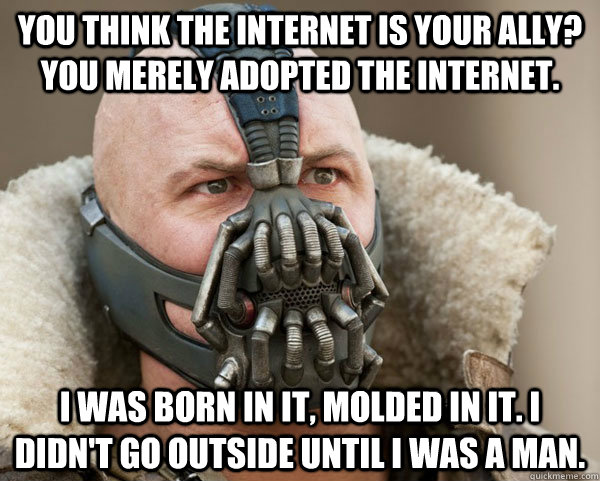 YOU THINK THE INTERNET IS YOUR ALLY?
YOU MERELY ADOPTED THE INTERNET.
I WAS BORN IN IT, MOLDED IN IT. I
DIDN'T GO OUTSIDE UNTIL I WAS A MAN.
quickmeme.com